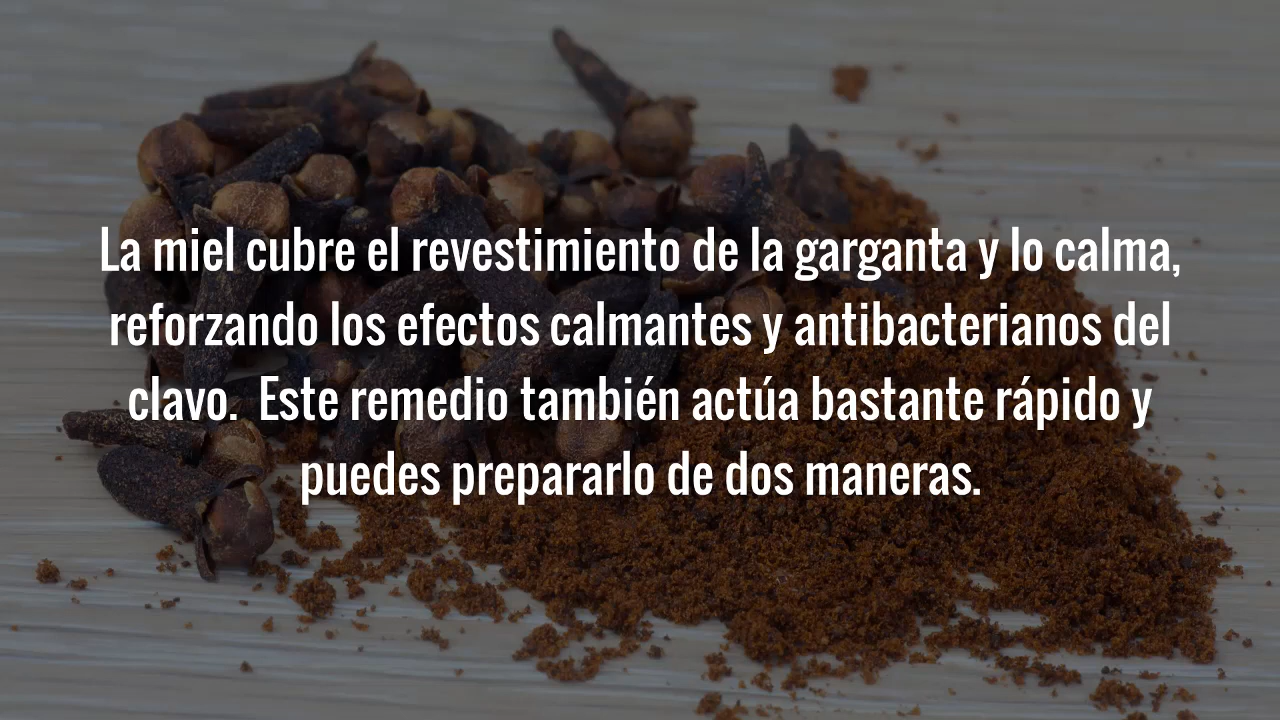 La miel cubre el revestimiento de la garganta y lo calma,
reforzando los efectos calmantes y antibacterianos del
clavo.  Este remedio también actúa bastante rápido y
puedes prepararlo de dos maneras.